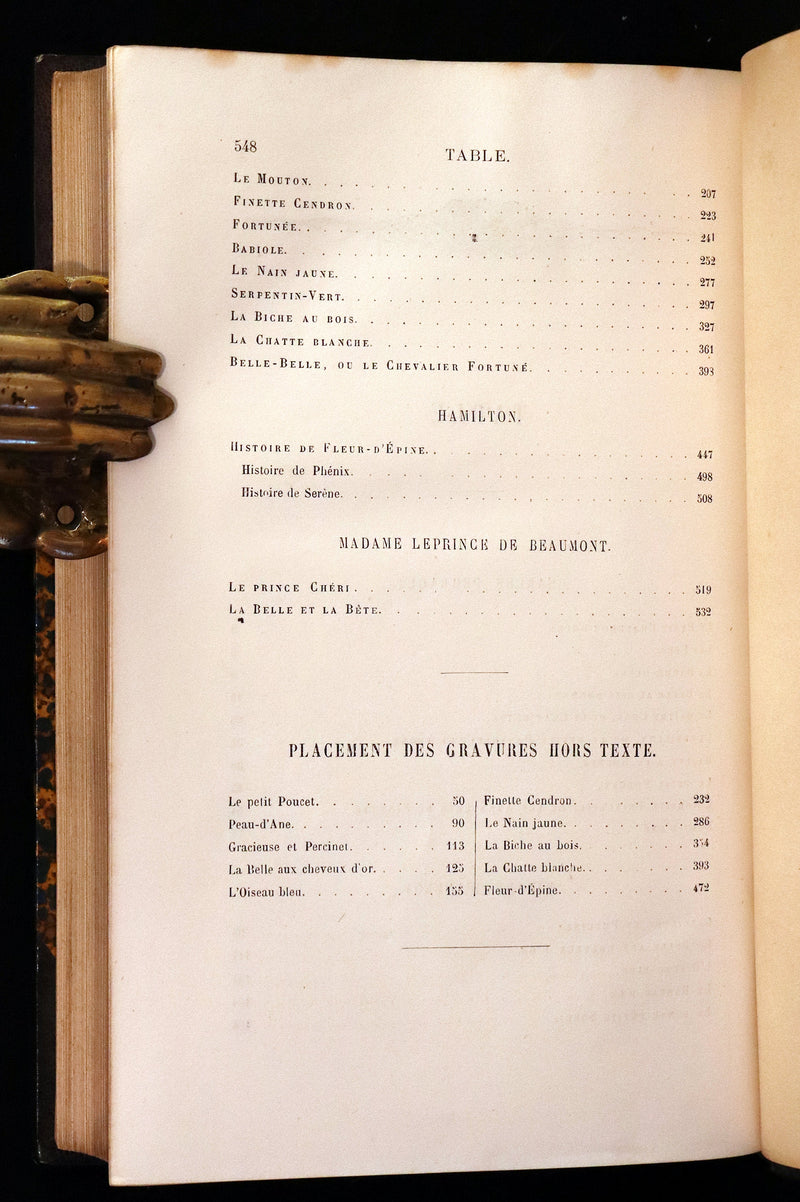 548
TABLE.
Le Mouton. . . . . . . . . . . . . . . . . . . . 207
Finette Cendron. . . . . . . . . . . . . . . . . . . . 223
Fortunée. . . . . . . . . . . . . . . . . . . . 241
Babiole. . . . . . . . . . . . . . . . . . . . 252
Le Nain jaune. . . . . . . . . . . . . . . . . . . . 277
Serpentin-Vert. . . . . . . . . . . . . . . . . . . . 297
La Biche au bois. . . . . . . . . . . . . . . . . . . . 327
La Chatte blanche. . . . . . . . . . . . . . . . . . 361
Belle-Belle, ou le Chevalier Fortuné. . . . . . . . . . 393
HAMILTON.
Histoire de Fleur-d'Épine. . . . . . . . . . . . . . . 447
Histoire de Phénix. . . . . . . . . . . . . . . . . . 498
Histoire de Serène. . . . . . . . . . . . . . . . . . 508
MADAME LEPRINCE DE BEAUMONT.
Le prince Chéri . . . . . . . . . . . . . . . . . . 519
La Belle et la Bête. . . . . . . . . . . . . . . . . 532
PLACEMENT DES GRAVURES HORS TEXTE.
Le petit Poucet. . . . . . . . 50
Peau-d'Ane. . . . . . . . . . 90
Gracieuse et Percinet. . . . . . 113
La Belle aux cheveux d'or. . . . . 125
L'Oiseau bleu. . . . . . . . . 155
Finette Cendron. . . . . . . . 232
Le Nain jaune. . . . . . . . . 286
La Biche au bois. . . . . . . .
La Chatte blanche. . . . . . . . 393
Fleur-d'Épine. . . . . . . . . 472